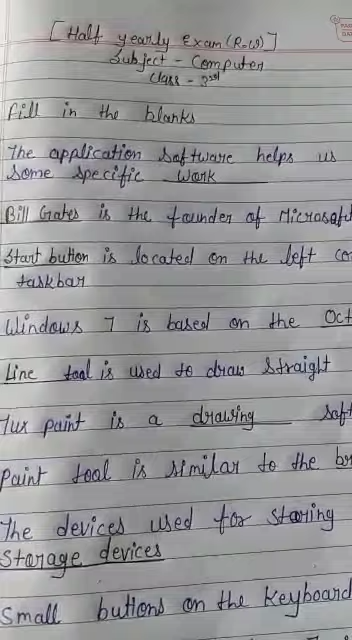 [Half yearly Exam (R.W)]
Subject - Computer
Class - 3rd
fill in the blanks
The application software helps us
Some specific work
Bill Gates is the founder of Microsoft
Start button is located on the left co
taskbar
Windows 7 is based on the Oct
Line tool is used to draw straight
Tux paint is a drawing soft
Paint tool is similar to the br
The devices used for storing
Storage devices
Small buttons on the keyboard